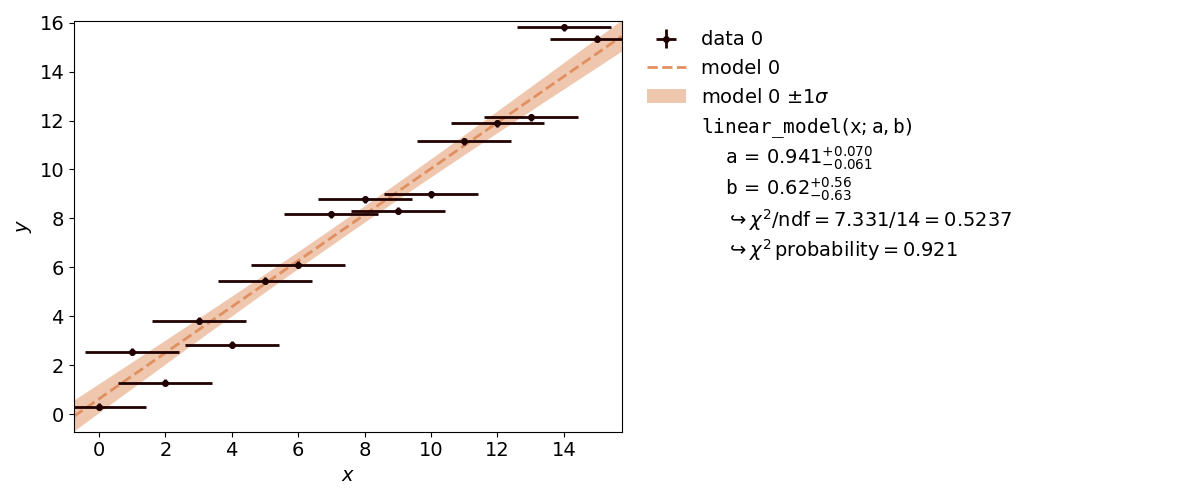 16
14
12
10
8
6
4
2
0
y
0 2 4 6 8 10 12 14
x
data 0
model 0
model 0 ±1σ
linear_model(x; a, b)
a = 0.941 +0.070 −0.061
b = 0.62 +0.56 −0.63
↪ χ²/ndf = 7.331/14 = 0.5237
↪ χ² probability = 0.921